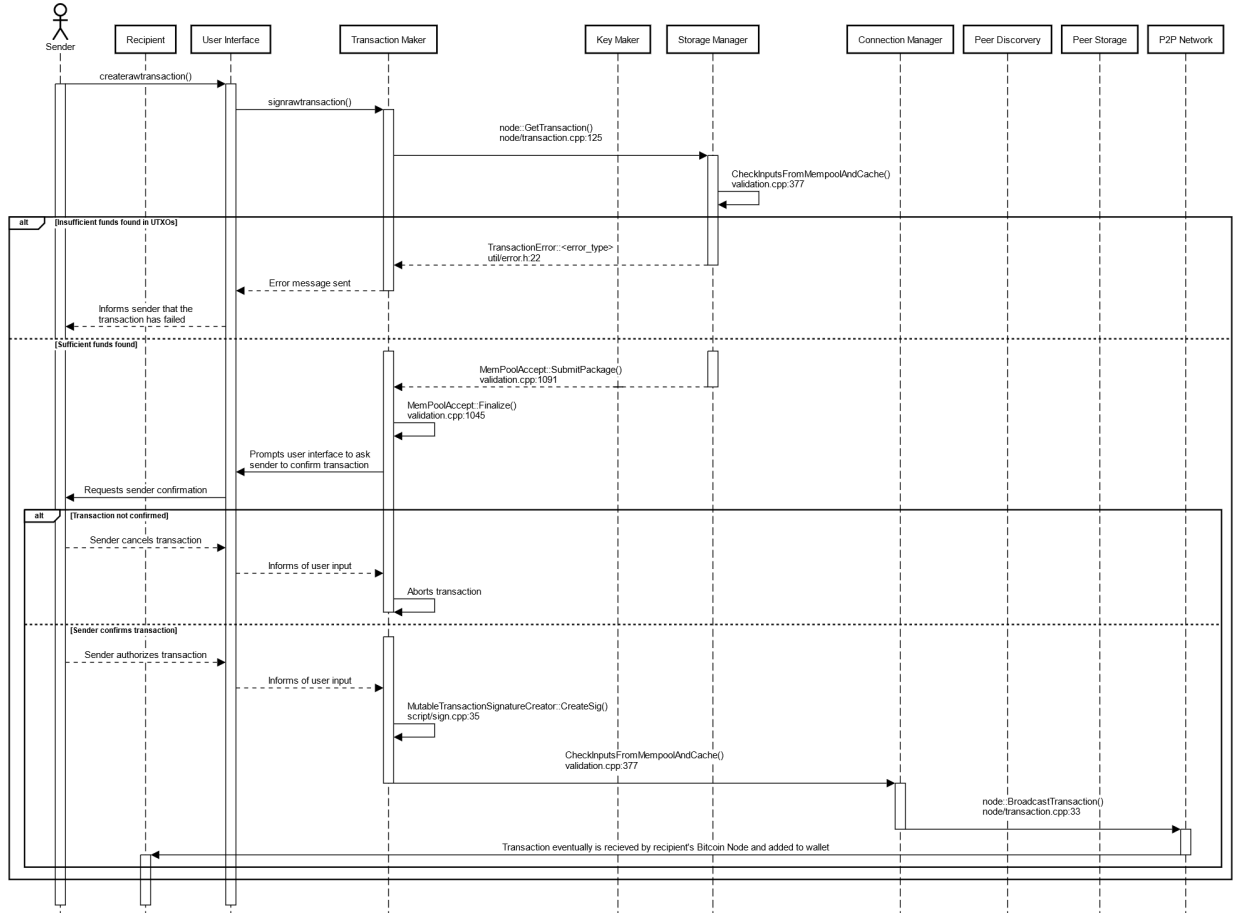 Sender
Recipient
User Interface
Transaction Maker
Key Maker
Storage Manager
Connection Manager
Peer Discorvery
Peer Storage
P2P Network
createrawtransaction()
signrawtransaction()
node::GetTransaction()
node/transaction.cpp:125
CheckInputsFromMempoolAndCache()
validation.cpp:377
alt
[Insufficient funds found in UTXOs]
TransactionError::<error_type>
util/error.h:22
Error message sent
Informs sender that the
transaction has failed
[Sufficient funds found]
MemPoolAccept::SubmitPackage()
validation.cpp:1091
MemPoolAccept::Finalize()
validation.cpp:1045
Prompts user interface to ask
sender to confirm transaction
Requests sender confirmation
alt
[Transaction not confirmed]
Sender cancels transaction
Informs of user input
Aborts transaction
[Sender confirms transaction]
Sender authorizes transaction
Informs of user input
MutableTransactionSignatureCreator::CreateSig()
script/sign.cpp:35
CheckInputsFromMempoolAndCache()
validation.cpp:377
node::BroadcastTransaction()
node/transaction.cpp:33
Transaction eventually is recieved by recipient's Bitcoin Node and added to wallet